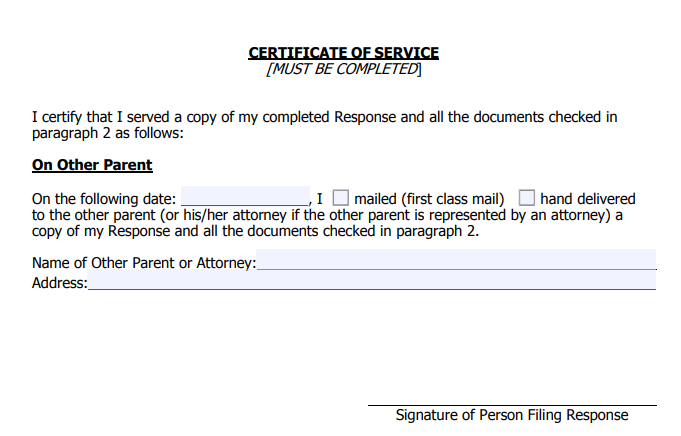 CERTIFICATE OF SERVICE
[MUST BE COMPLETED]
I certify that I served a copy of my completed Response and all the documents checked in
paragraph 2 as follows:
On Other Parent
On the following date: , I mailed (first class mail) hand delivered
to the other parent (or his/her attorney if the other parent is represented by an attorney) a
copy of my Response and all the documents checked in paragraph 2.
Name of Other Parent or Attorney:
Address:
Signature of Person Filing Response